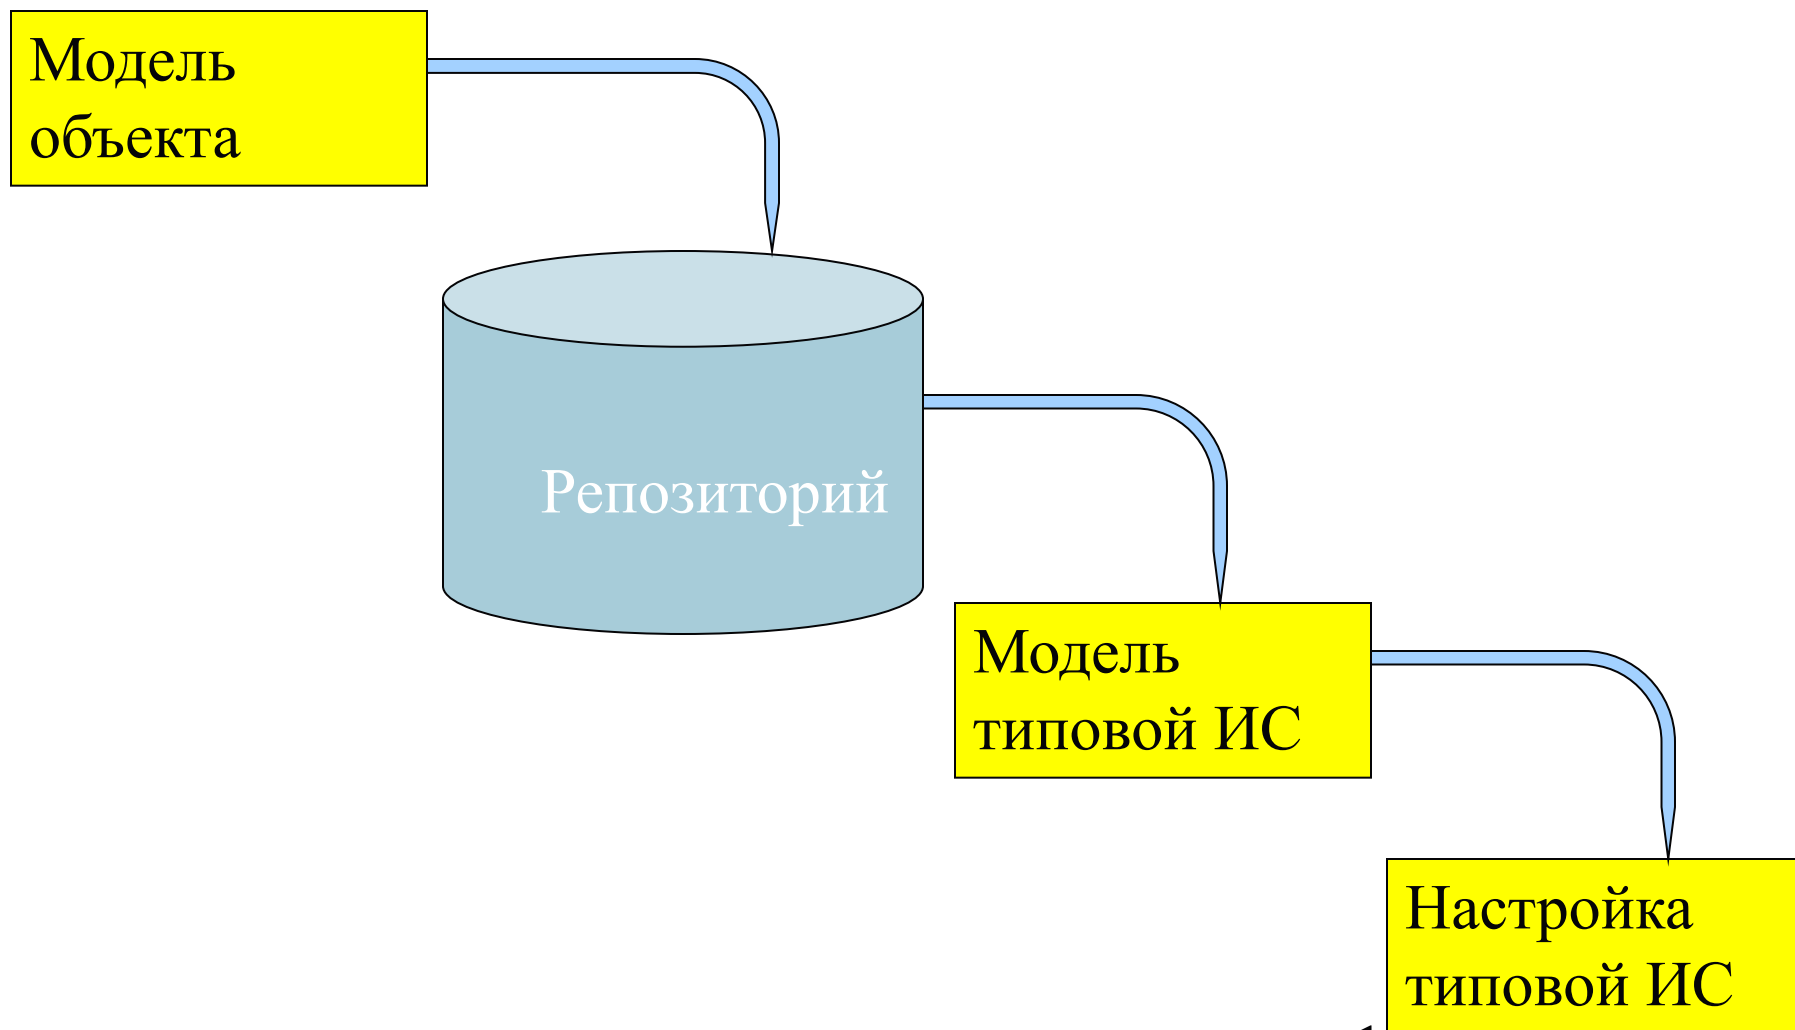 Модель
объекта
Репозиторий
Модель
типовой ИС
Настройка
типовой ИС